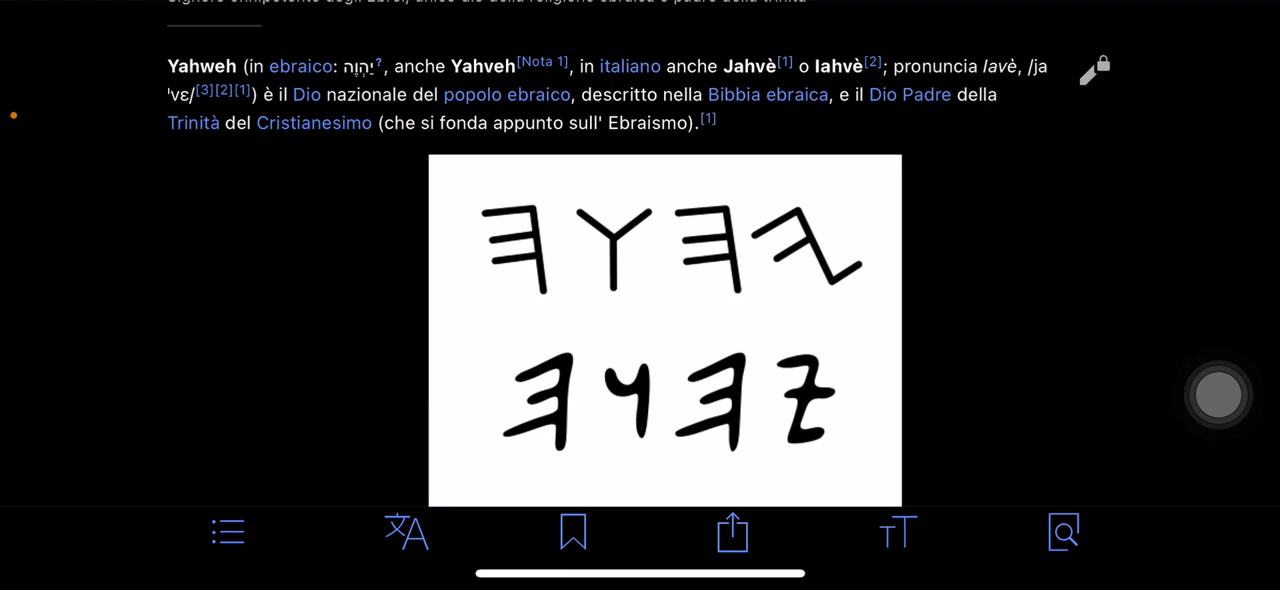 Yahweh (in ebraico: יַהְוֶה?, anche Yahveh[Nota 1], in italiano anche Jahvè[1] o Iahvè[2]; pronuncia Iavè, /ja
'vɛ/[3][2][1]) è il Dio nazionale del popolo ebraico, descritto nella Bibbia ebraica, e il Dio Padre della
Trinità del Cristianesimo (che si fonda appunto sull' Ebraismo).[1]
𐤉𐤄𐤅𐤄
𐤉𐤄𐤅𐤄